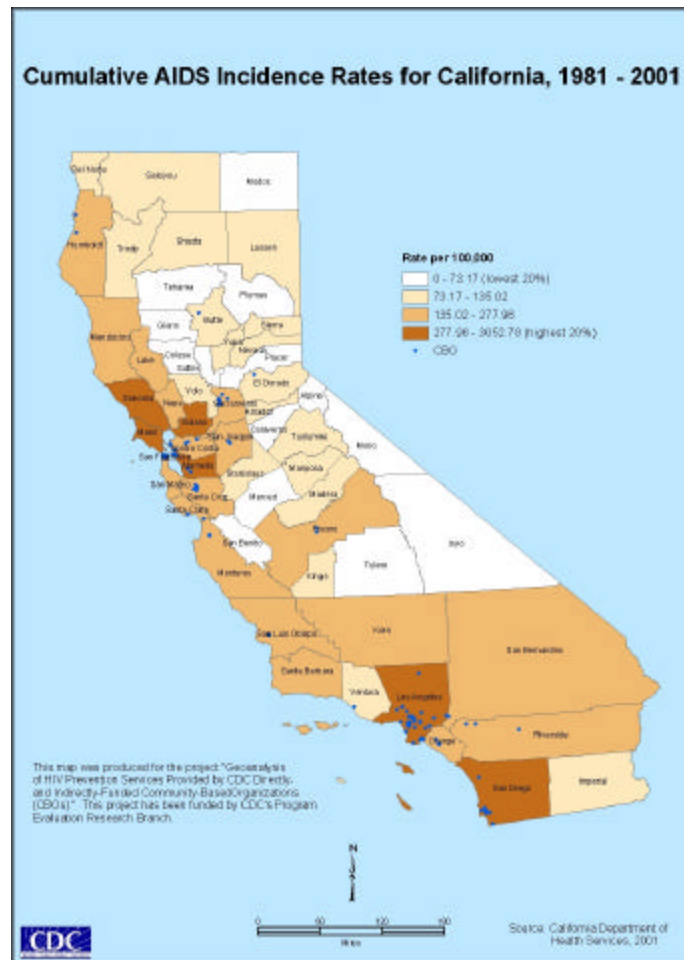 Cumulative AIDS Incidence Rates for California, 1981 - 2001
Del Norte
Siskiyou
Modoc
Humboldt
Trinity
Shasta
Lassen
Rate per 100,000
0 - 73.17 (lowest 20%)
73.17 - 135.02
135.02 - 277.96
277.96 - 3052.78 (highest 20%)
CBO
Tehama
Plumas
Glenn
Butte
Sierra
Mendocino
Yuba
Nevada
Lake
Colusa
Sutter
Placer
Sonoma
Napa
Yolo
El Dorado
Sacramento
Alpine
Solano
Amador
Marin
Calaveras
Contra Costa
San Joaquin
Tuolumne
Mono
San Francisco
Alameda
Stanislaus
Mariposa
San Mateo
Santa Cruz
Merced
Madera
Santa Clara
Fresno
San Benito
Inyo
Tulare
Monterey
Kings
San Luis Obispo
Kern
San Bernardino
Santa Barbara
Ventura
Los Angeles
Orange
Riverside
San Diego
Imperial
This map was produced for the project "Geoanalysis
of HIV Prevention Services Provided by CDC Directly
and Indirectly-Funded Community-BasedOrganizations
(CBOs)". This project has been funded by CDC's Program
Evaluation Research Branch.
N
0 60 120 180
Miles
CDC
Source: California Department of
Health Services, 2001